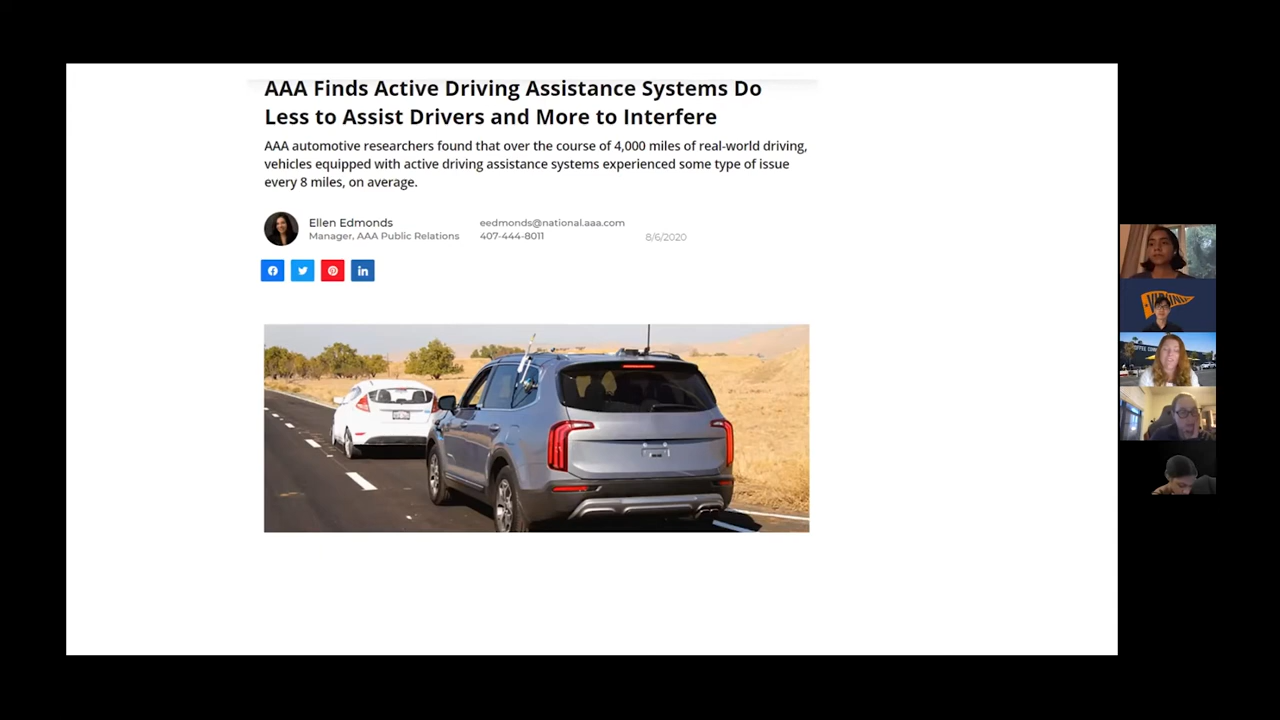 AAA Finds Active Driving Assistance Systems Do
Less to Assist Drivers and More to Interfere
AAA automotive researchers found that over the course of 4,000 miles of real-world driving,
vehicles equipped with active driving assistance systems experienced some type of issue
every 8 miles, on average.
Ellen Edmonds
Manager, AAA Public Relations
eedmonds@national.aaa.com
407-444-8011
8/6/2020